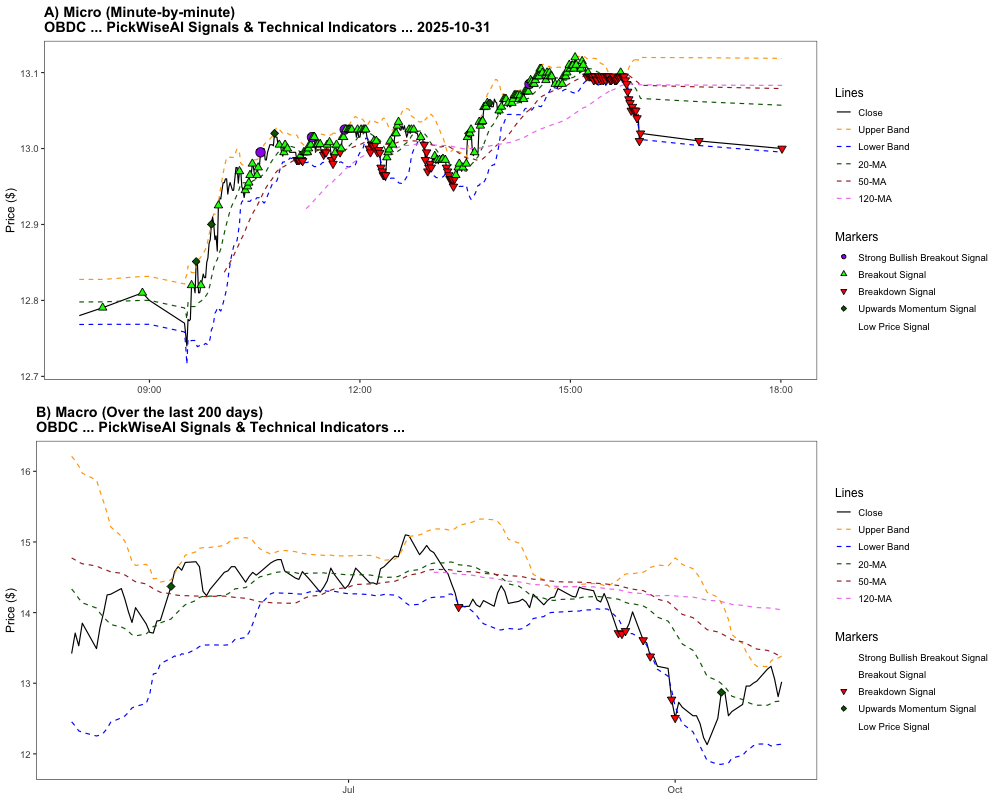 A) Micro (Minute-by-minute)
OBDC ... PickWiseAI Signals & Technical Indicators ... 2025-10-31
Price ($)
13.1
13.0
12.9
12.8
12.7
09:00
12:00
15:00
18:00
Lines
Close
Upper Band
Lower Band
20-MA
50-MA
120-MA
Markers
Strong Bullish Breakout Signal
Breakout Signal
Breakdown Signal
Upwards Momentum Signal
Low Price Signal
B) Macro (Over the last 200 days)
OBDC ... PickWiseAI Signals & Technical Indicators ...
Price ($)
16
15
14
13
12
Jul
Oct
Lines
Close
Upper Band
Lower Band
20-MA
50-MA
120-MA
Markers
Strong Bullish Breakout Signal
Breakout Signal
Breakdown Signal
Upwards Momentum Signal
Low Price Signal